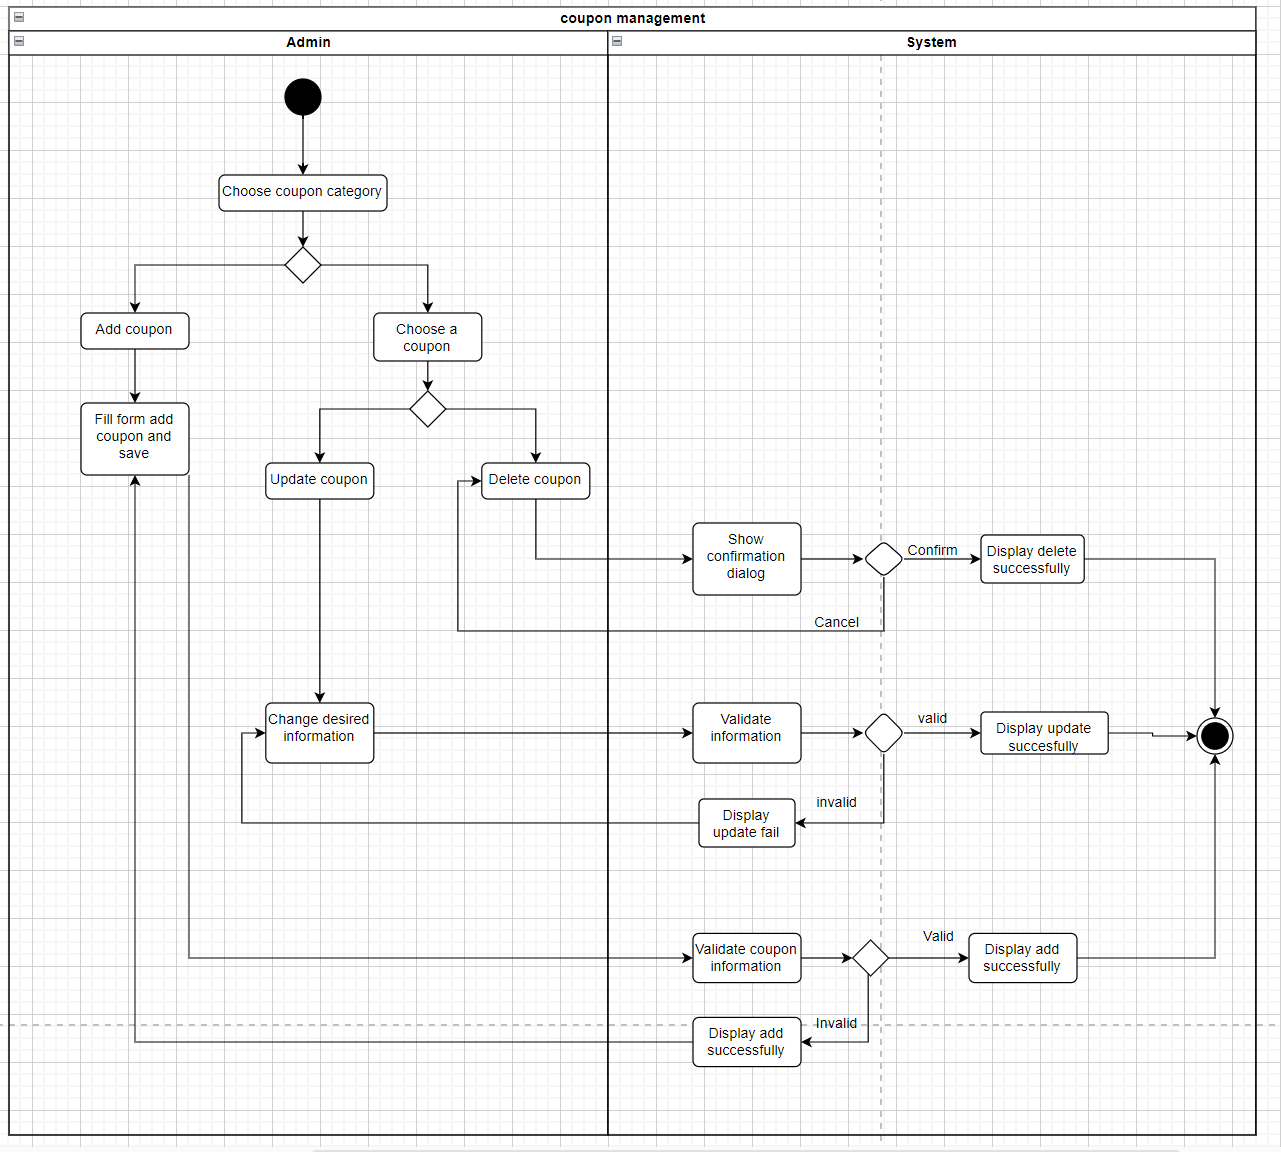 coupon management
Admin
System
Choose coupon category
Add coupon
Choose a
coupon
Fill form add
coupon and
save
Update coupon
Delete coupon
Show
confirmation
dialog
Confirm
Display delete
successfully
Cancel
Change desired
information
Validate
information
valid
Display update
succesfully
invalid
Display
update fail
Validate coupon
information
Valid
Display add
successfully
Invalid
Display add
successfully